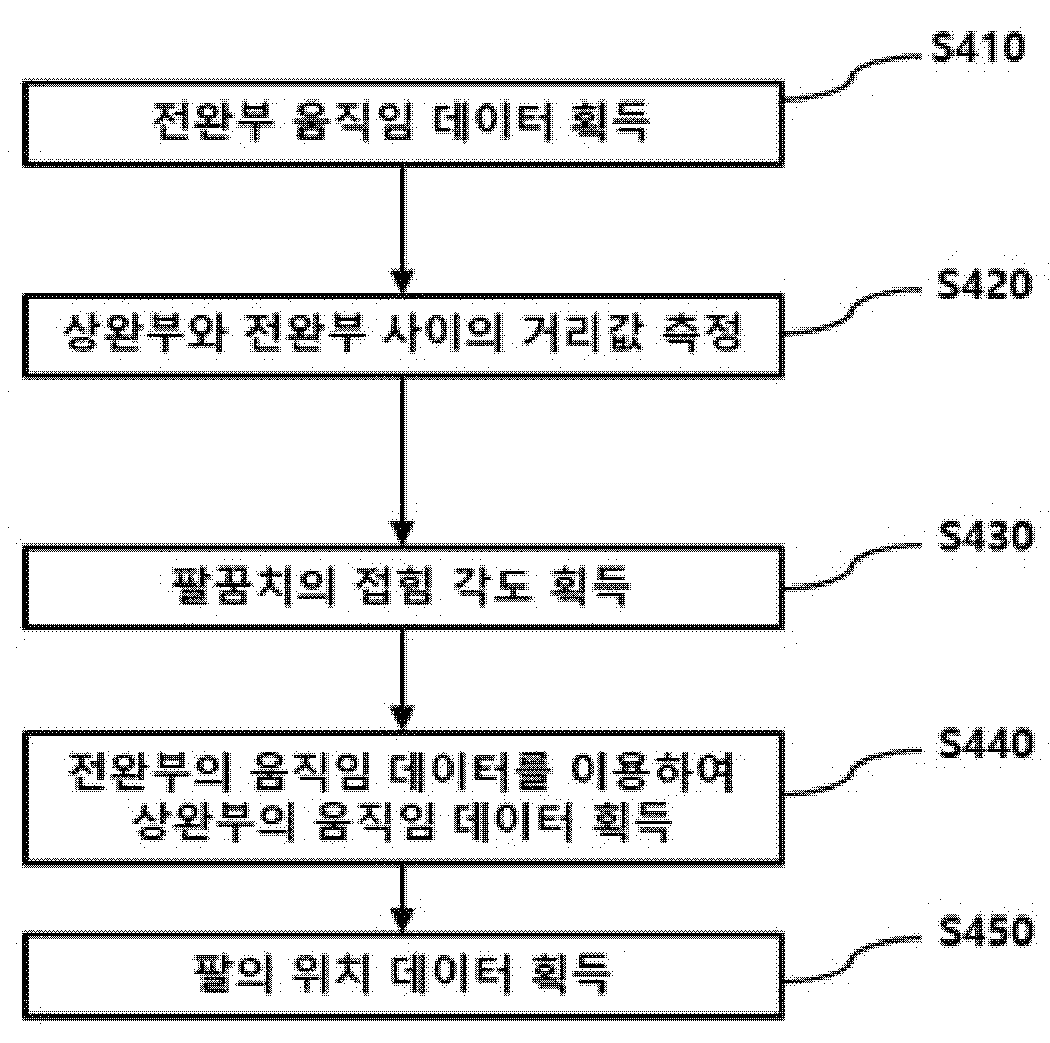 S410
전완부 움직임 데이터 획득
S420
상완부와 전완부 사이의 거리값 측정
S430
팔꿈치의 접힘 각도 획득
S440
전완부의 움직임 데이터를 이용하여
상완부의 움직임 데이터 획득
S450
팔의 위치 데이터 획득